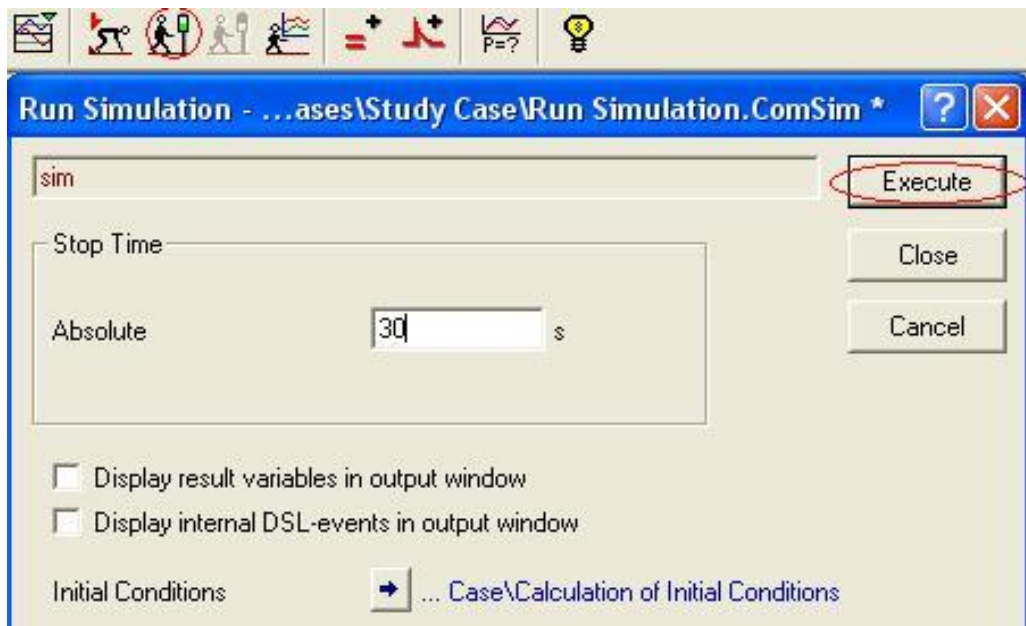 P=?
Run Simulation - ...ases\Study Case\Run Simulation.ComSim *
sim
Execute
Stop Time
Close
Absolute 30 s
Cancel
Display result variables in output window
Display internal DSL-events in output window
Initial Conditions ... Case\Calculation of Initial Conditions